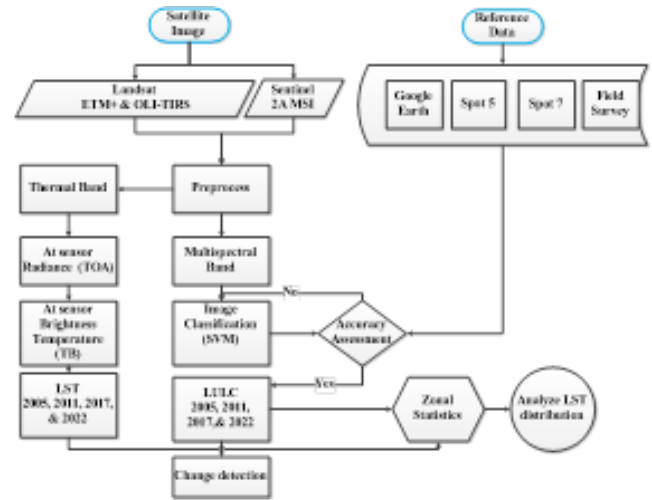 Satellite
Image
Reference
Data
Landsat
ETM+ & OLI-TIRS
Sentinel
2A MSI
Google
Earth
Spot 5
Spot 7
Field
Survey
Thermal Band
Preprocess
At sensor
Radiance (TOA)
Multispectral
Band
No
At sensor
Brightness
Temperature
(TB)
Image
Classification
(SVM)
Accuracy
Assessment
Yes
LST
2005, 2011, 2017,
& 2022
LULC
2005, 2011,
2017,& 2022
Zonal
Statistics
Analyze LST
distribution
Change detection